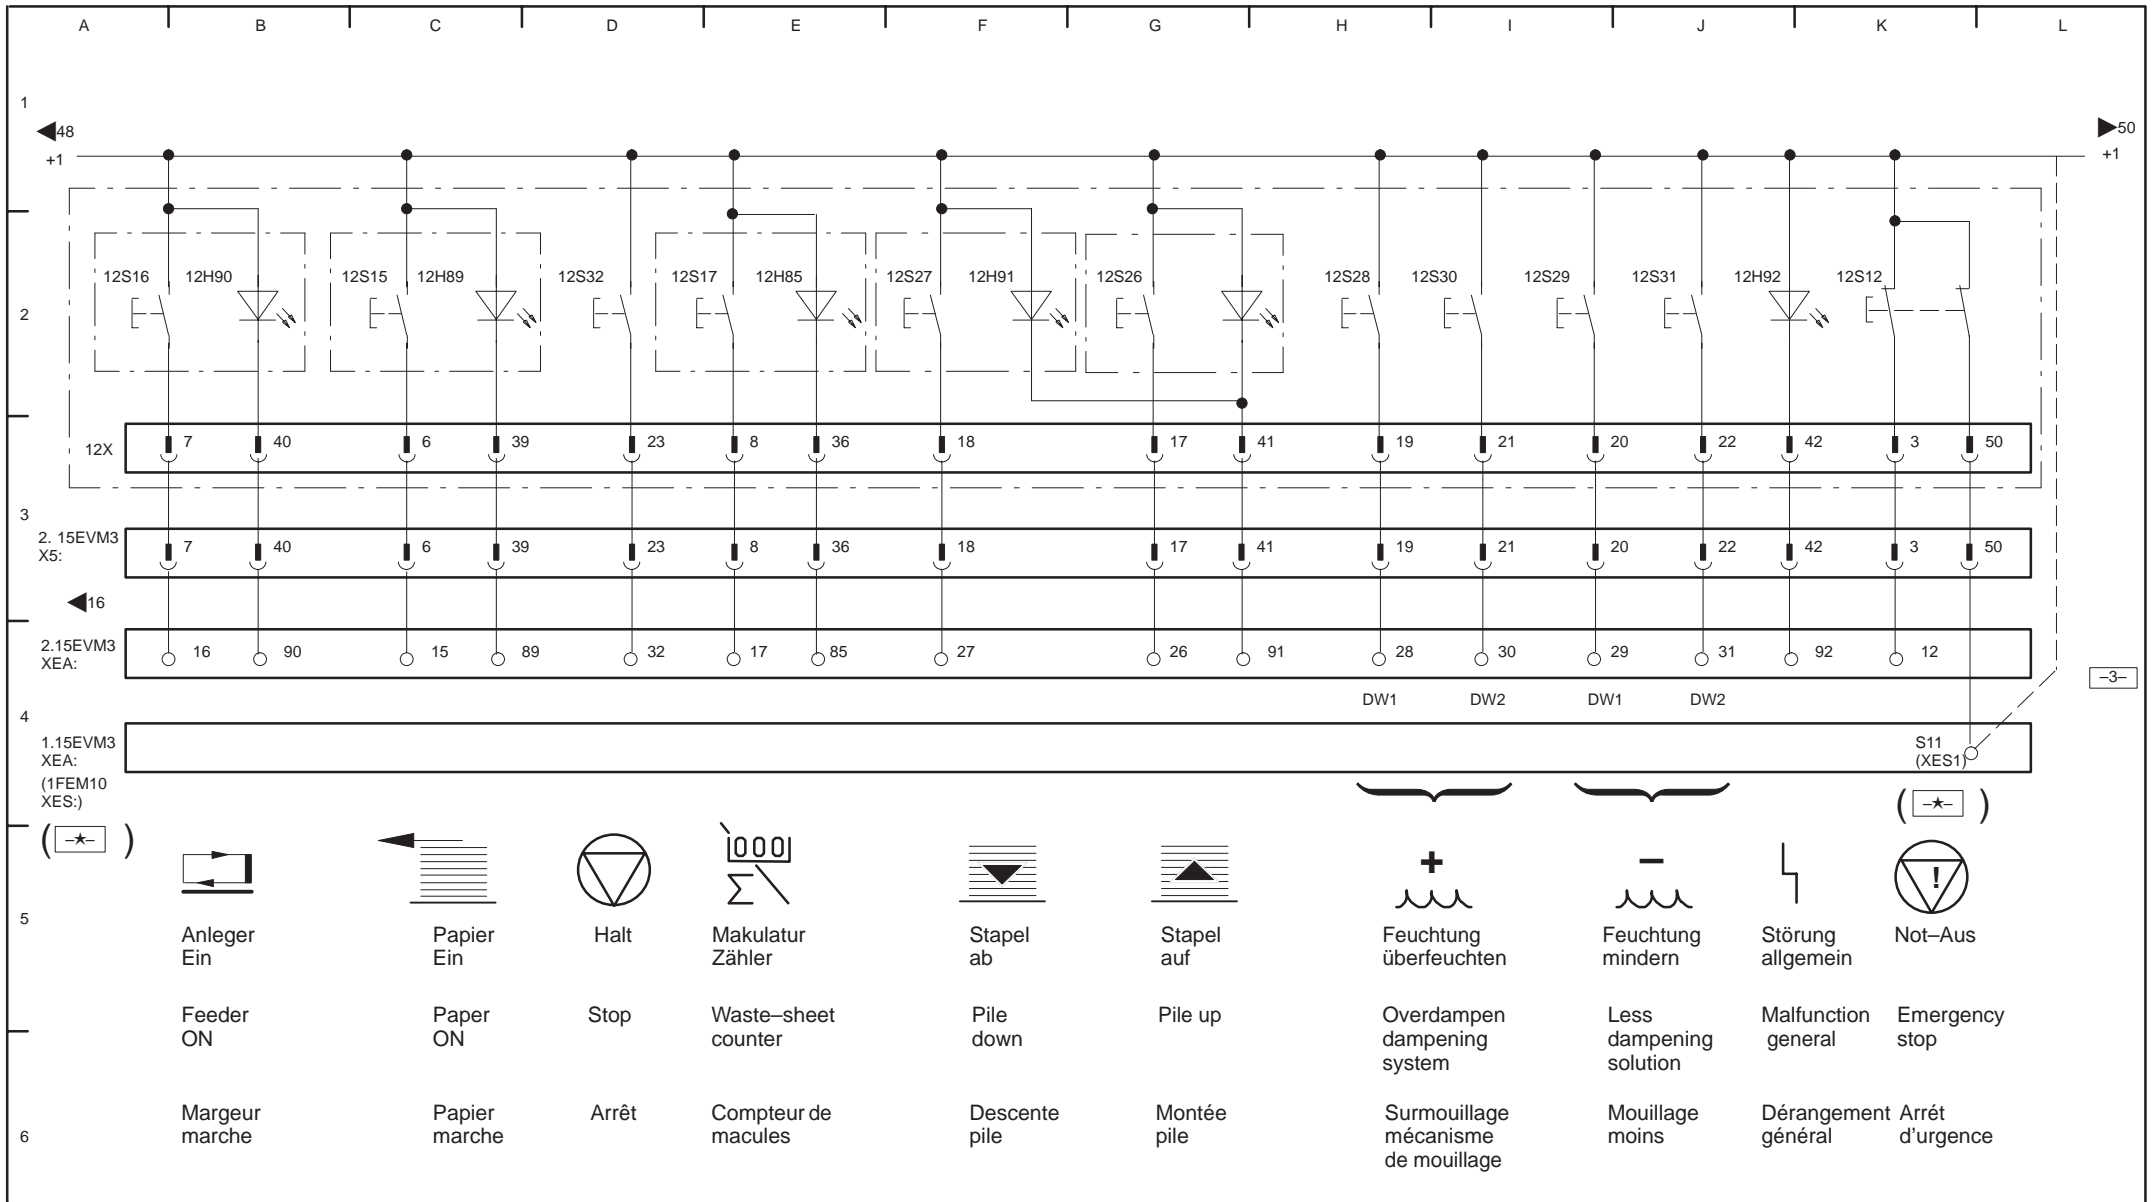 A B C D E F G H I J K L
1
48 50
+1 +1
2
12S16 12H90 12S15 12H89 12S32 12S17 12H85 12S27 12H91 12S26 12S28 12S30 12S29 12S31 12H92 12S12
12X 7 40 6 39 23 8 36 18 17 41 19 21 20 22 42 3 50
3
2. 15EVM3
X5:
7 40 6 39 23 8 36 18 17 41 19 21 20 22 42 3 50
16
2.15EVM3
XEA:
16 90 15 89 32 17 85 27 26 91 28 30 29 31 92 12
–3–
DW1 DW2 DW1 DW2
4
1.15EVM3
XEA:
(1FEM10
XES:)
S11
(XES1)
(–★–) (–★–)
000
Σ
+ – !
5
Anleger
Ein
Papier
Ein
Halt
Makulatur
Zähler
Stapel
ab
Stapel
auf
Feuchtung
überfeuchten
Feuchtung
mindern
Störung
allgemein
Not–Aus
Feeder
ON
Paper
ON
Stop
Waste–sheet
counter
Pile
down
Pile up
Overdampen
dampening
system
Less
dampening
solution
Malfunction
general
Emergency
stop
6
Margeur
marche
Papier
marche
Arrêt
Compteur de
macules
Descente
pile
Montée
pile
Surmouillage
mécanisme
de mouillage
Mouillage
moins
Dérangement
général
Arrét
d'urgence